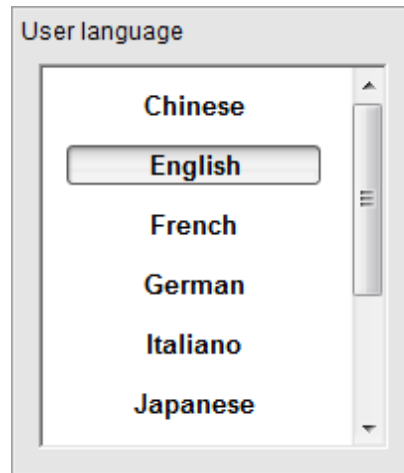 User language
Chinese
English
French
German
Italiano
Japanese